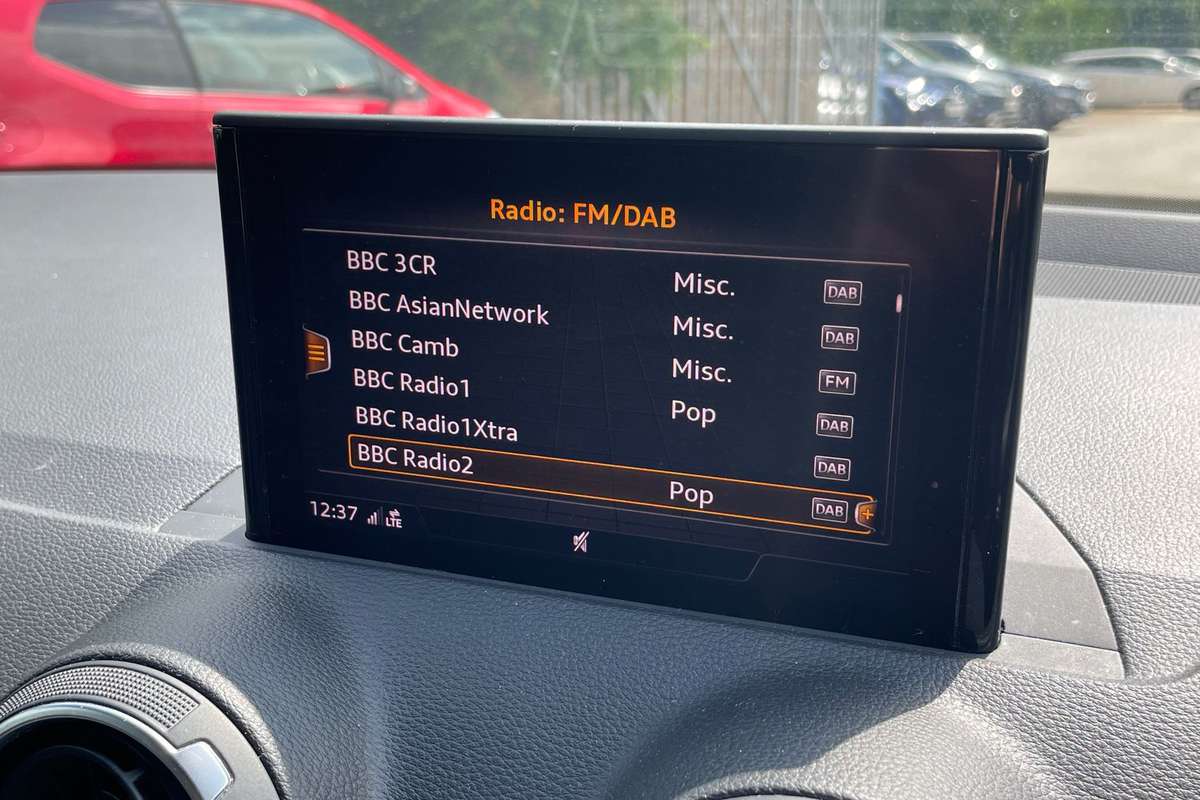 Radio: FM/DAB
BBC 3CR Misc. DAB
BBC AsianNetwork Misc. DAB
BBC Camb Misc. FM
BBC Radio1 Pop DAB
BBC Radio1Xtra DAB
BBC Radio2 Pop DAB
12:37 LTE